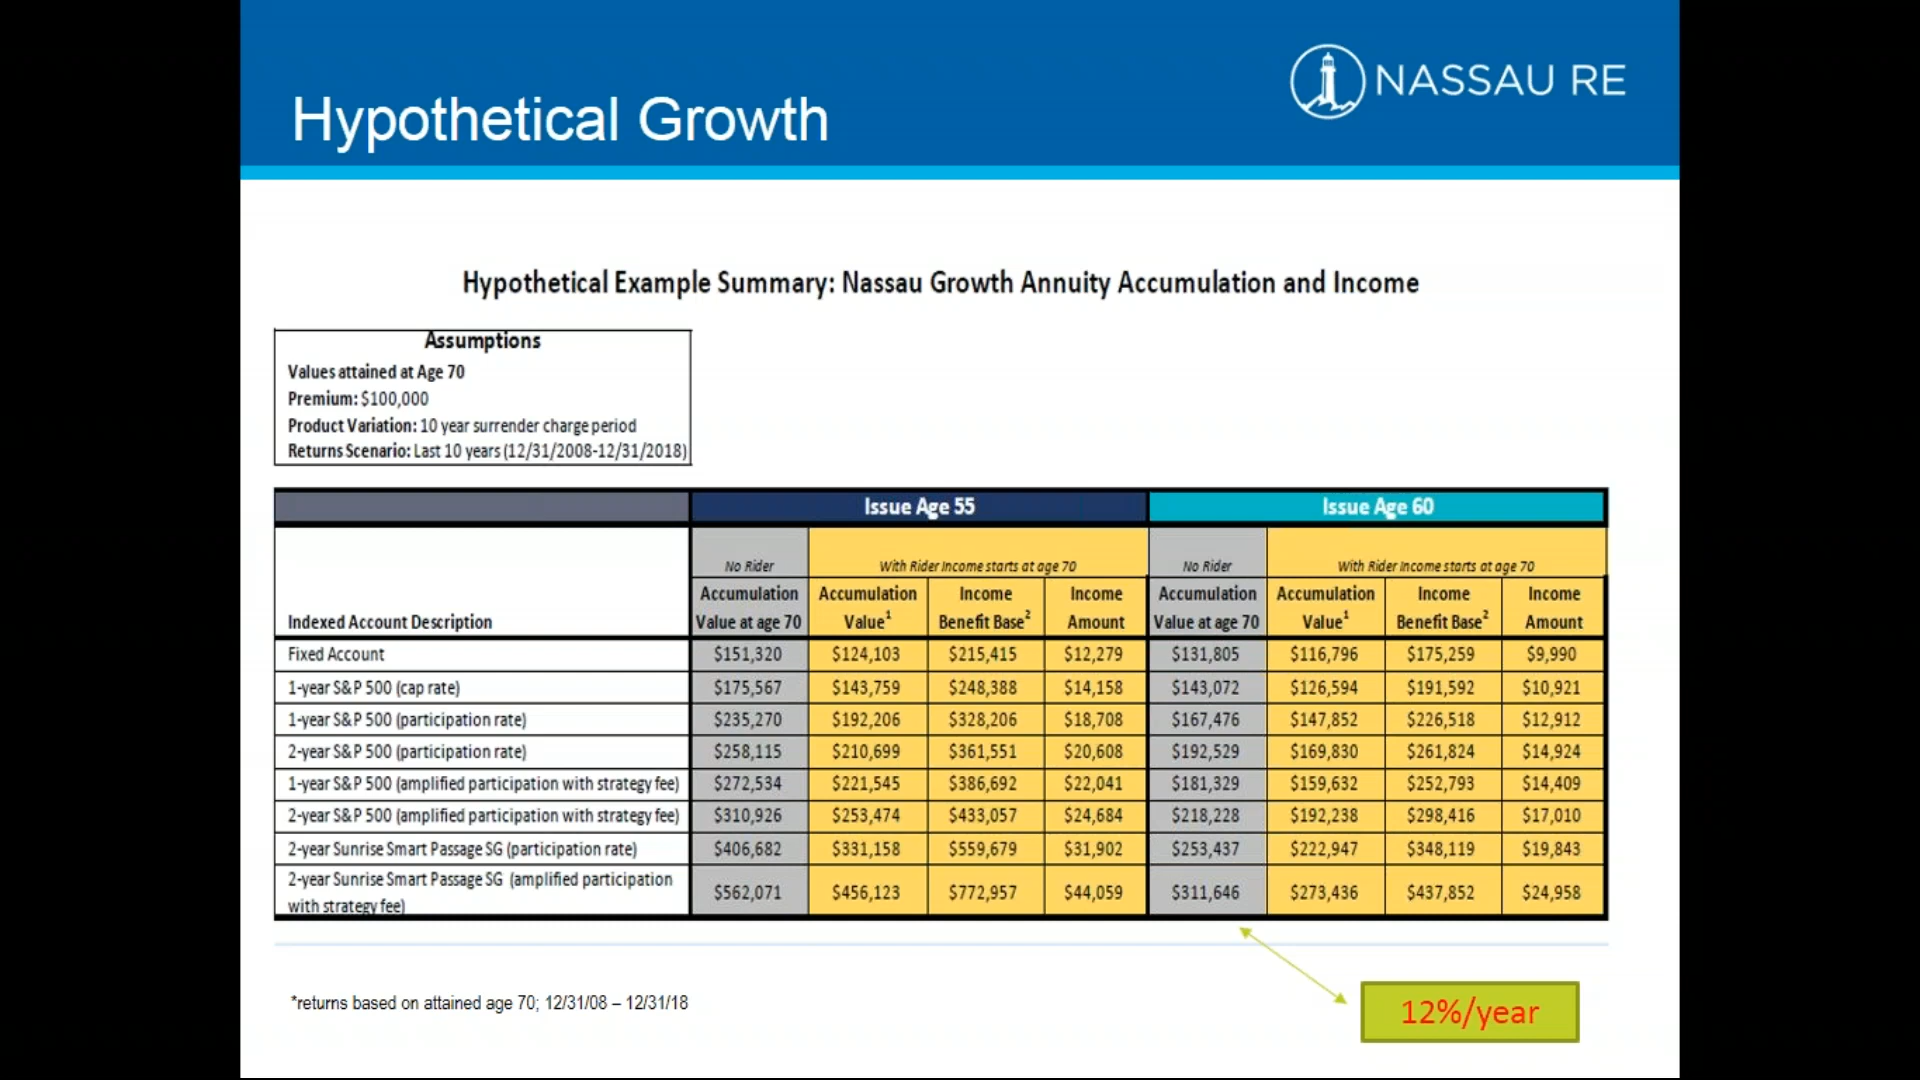 NASSAU RE
Hypothetical Growth
Hypothetical Example Summary: Nassau Growth Annuity Accumulation and Income
Assumptions
Values attained at Age 70
Premium: $100,000
Product Variation: 10 year surrender charge period
Returns Scenario: Last 10 years (12/31/2008-12/31/2018)
Issue Age 55 Issue Age 60
No Rider With Rider Income starts at age 70 No Rider With Rider Income starts at age 70
Accumulation Accumulation Income Income Accumulation Accumulation Income Income
Indexed Account Description Value at age 70 Value¹ Benefit Base² Amount Value at age 70 Value¹ Benefit Base² Amount
Fixed Account $151,320 $124,103 $215,415 $12,279 $131,805 $116,796 $175,259 $9,990
1-year S&P 500 (cap rate) $175,567 $143,759 $248,388 $14,158 $143,072 $126,594 $191,592 $10,921
1-year S&P 500 (participation rate) $235,270 $192,206 $328,206 $18,708 $167,476 $147,852 $226,518 $12,912
2-year S&P 500 (participation rate) $258,115 $210,699 $361,551 $20,608 $192,529 $169,830 $261,824 $14,924
1-year S&P 500 (amplified participation with strategy fee) $272,534 $221,545 $386,692 $22,041 $181,329 $159,632 $252,793 $14,409
2-year S&P 500 (amplified participation with strategy fee) $310,926 $253,474 $433,057 $24,684 $218,228 $192,238 $298,416 $17,010
2-year Sunrise Smart Passage SG (participation rate) $406,682 $331,158 $559,679 $31,902 $253,437 $222,947 $348,119 $19,843
2-year Sunrise Smart Passage SG (amplified participation
with strategy fee) $562,071 $456,123 $772,957 $44,059 $311,646 $273,436 $437,852 $24,958
*returns based on attained age 70; 12/31/08 – 12/31/18
12%/year